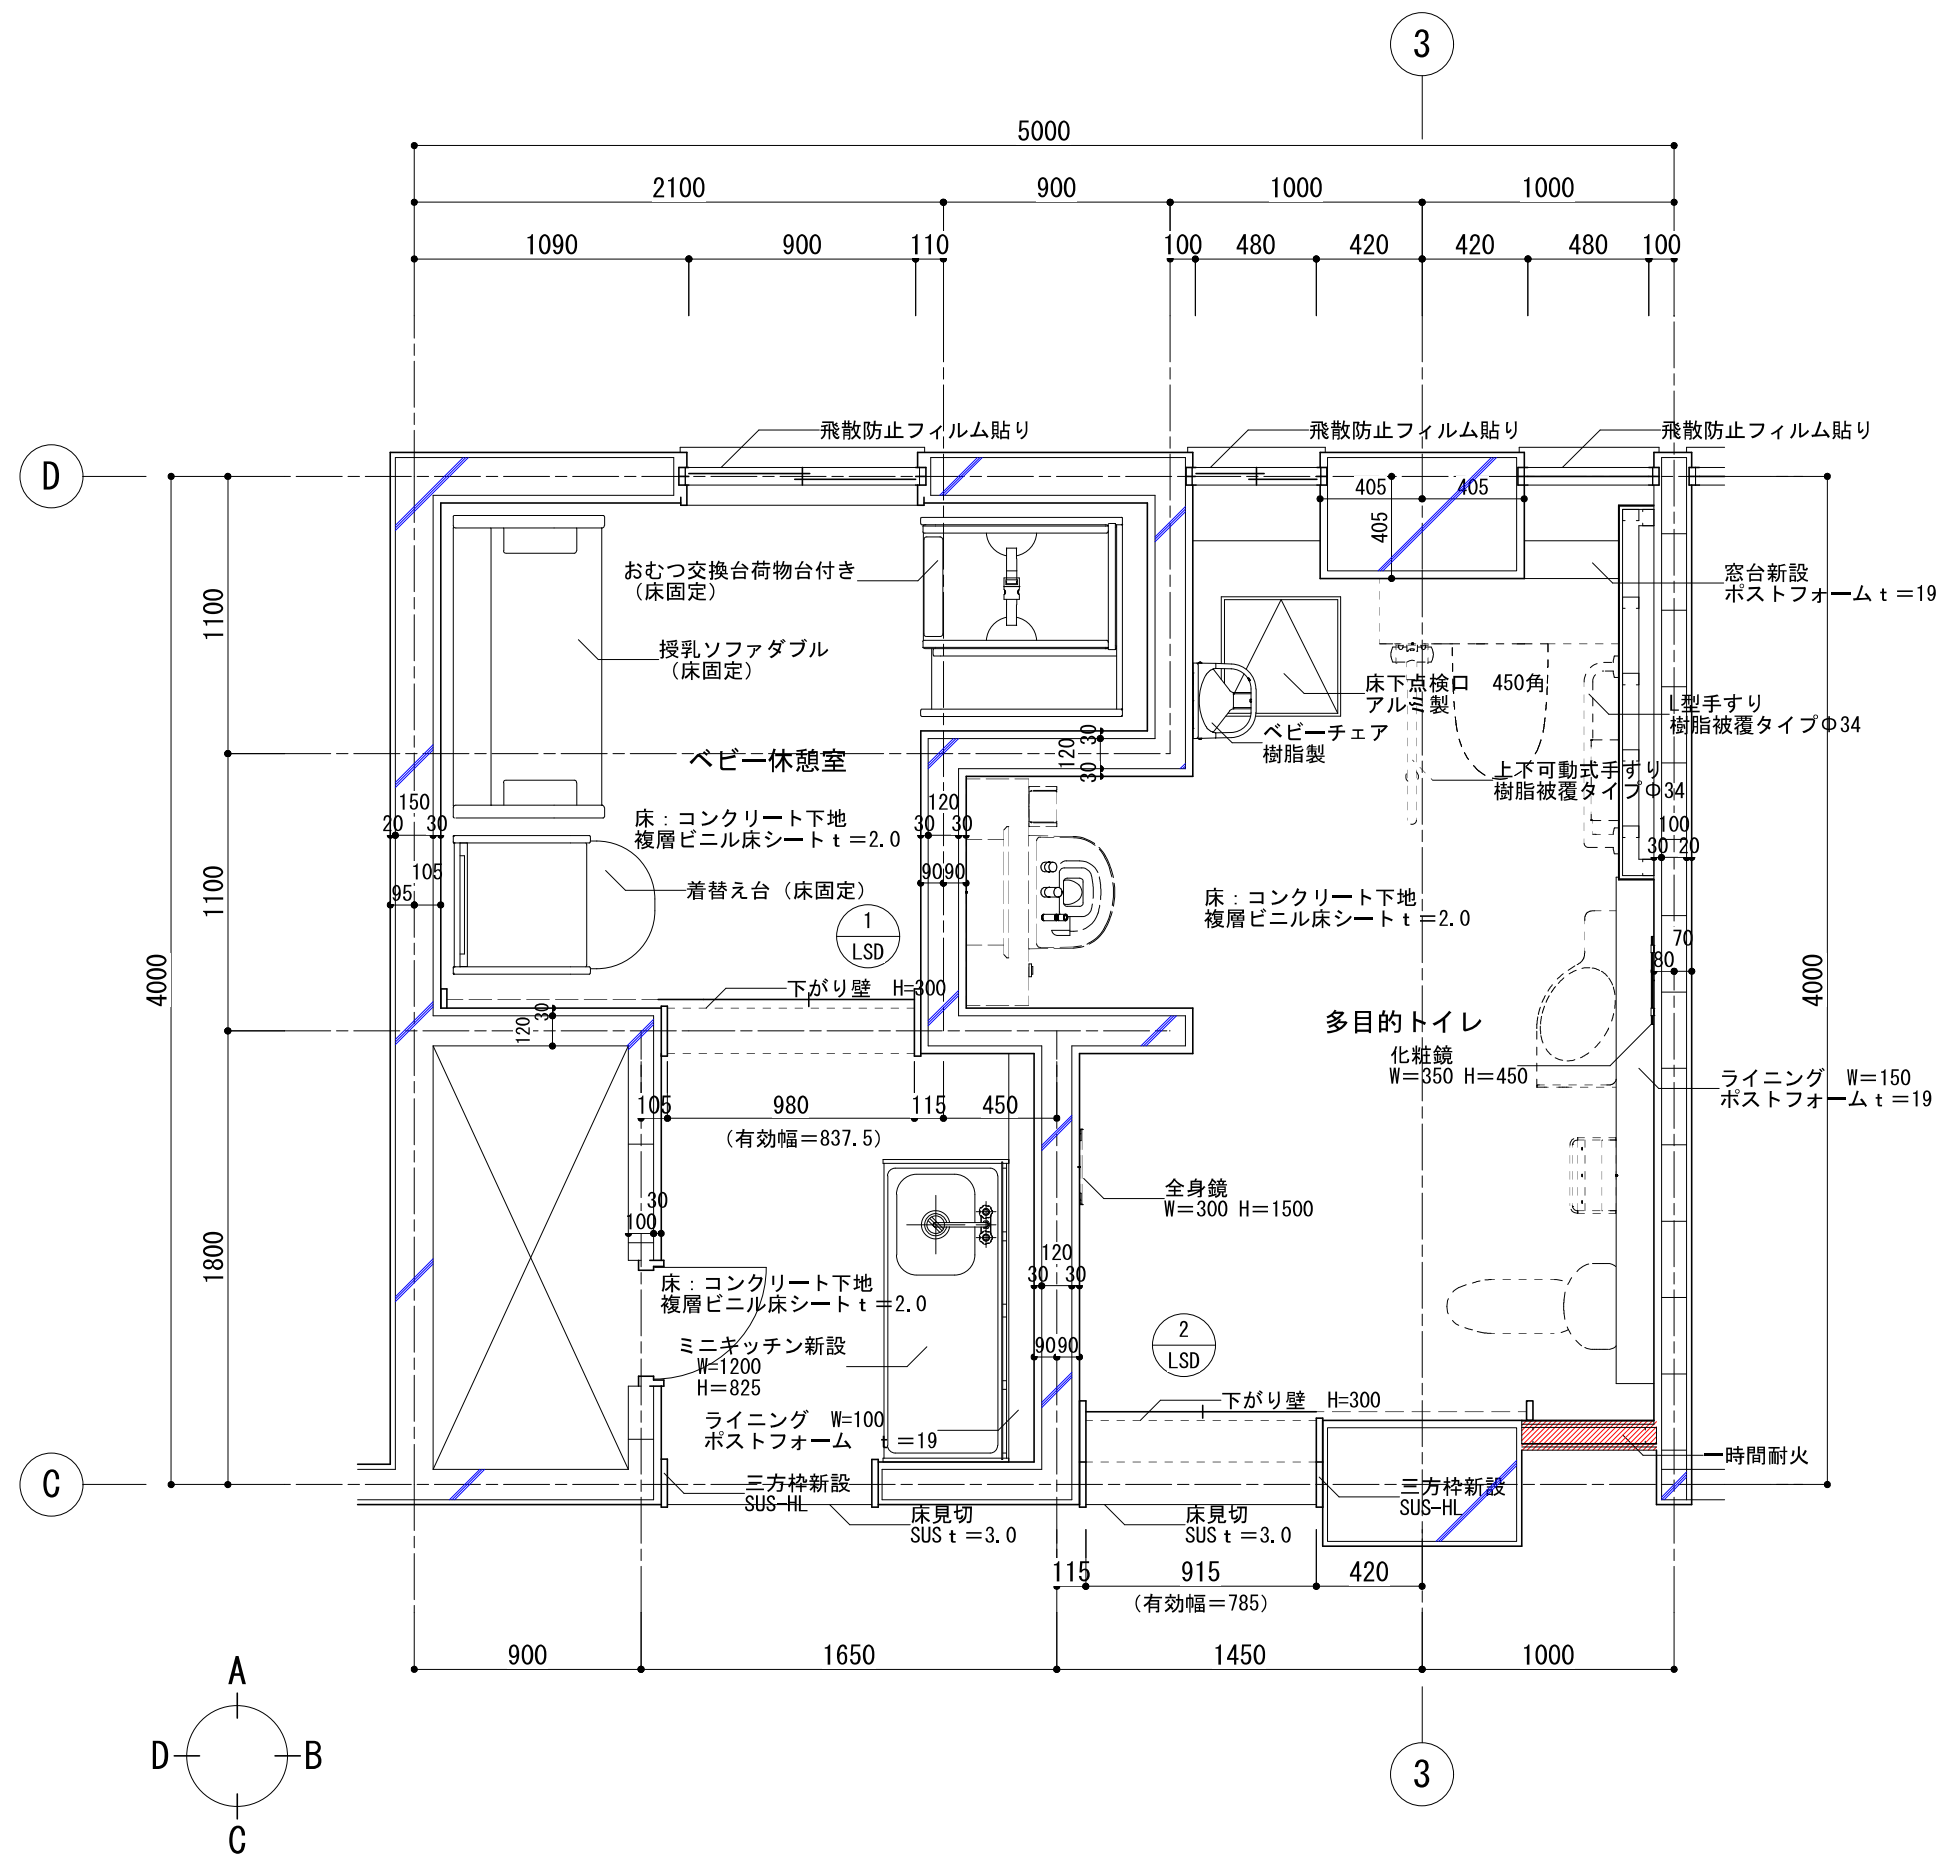 3
5000
2100 900 1000 1000
1090 900 110 100 480 420 420 480 100
飛散防止フィルム貼り 飛散防止フィルム貼り 飛散防止フィルム貼り
D
405 405
405
おむつ交換台荷物台付き
(床固定)
窓台新設
ポストフォームt=19
1100
授乳ソファダブル
(床固定)
床下点検口 450角
アルミ製
L型手すり
樹脂被覆タイプΦ34
ベビーチェア
樹脂製
30
120
30
ベビー休憩室
上下可動式手すり
樹脂被覆タイプΦ34
150
20 30
床:コンクリート下地
複層ビニル床シートt=2.0
120
30 30
100
30 20
105
95
着替え台(床固定)
90 90
床:コンクリート下地
複層ビニル床シートt=2.0
1100
1
LSD
70
80
4000
4000
下がり壁 H=300
30
120
多目的トイレ
化粧鏡
W=350 H=450
ライニング W=150
ポストフォームt=19
105 980 115 450
(有効幅=837.5)
全身鏡
W=300 H=1500
30
100
1800
120
30 30
床:コンクリート下地
複層ビニル床シートt=2.0
ミニキッチン新設
W=1200
H=825
90 90
2
LSD
下がり壁 H=300
ライニング W=100
ポストフォーム t=19
一時間耐火
C
三方枠新設
SUS-HL
三方枠新設
SUS-HL
床見切
SUS t=3.0
床見切
SUS t=3.0
115 915 420
(有効幅=785)
900 1650 1450 1000
A
D B
C
3